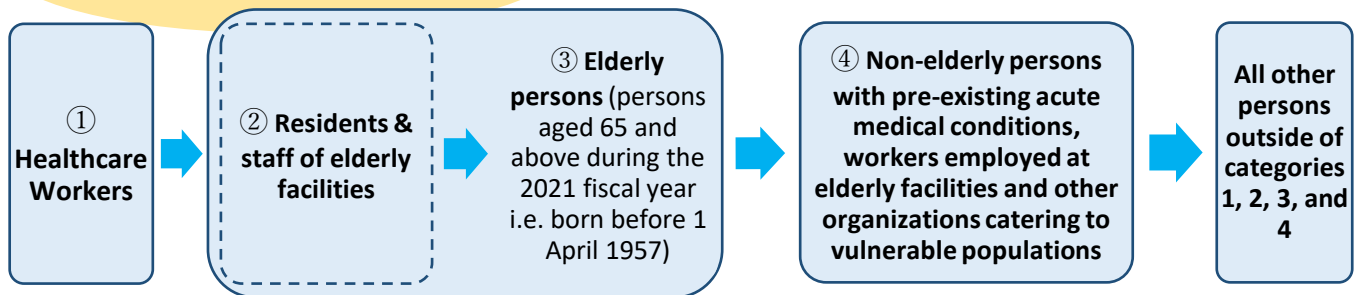 ①
Healthcare
Workers
② Residents &
staff of elderly
facilities
③ Elderly
persons (persons
aged 65 and
above during the
2021 fiscal year
i.e. born before 1
April 1957)
④ Non-elderly persons
with pre-existing acute
medical conditions,
workers employed at
elderly facilities and other
organizations catering to
vulnerable populations
All other
persons
outside of
categories
1, 2, 3, and
4